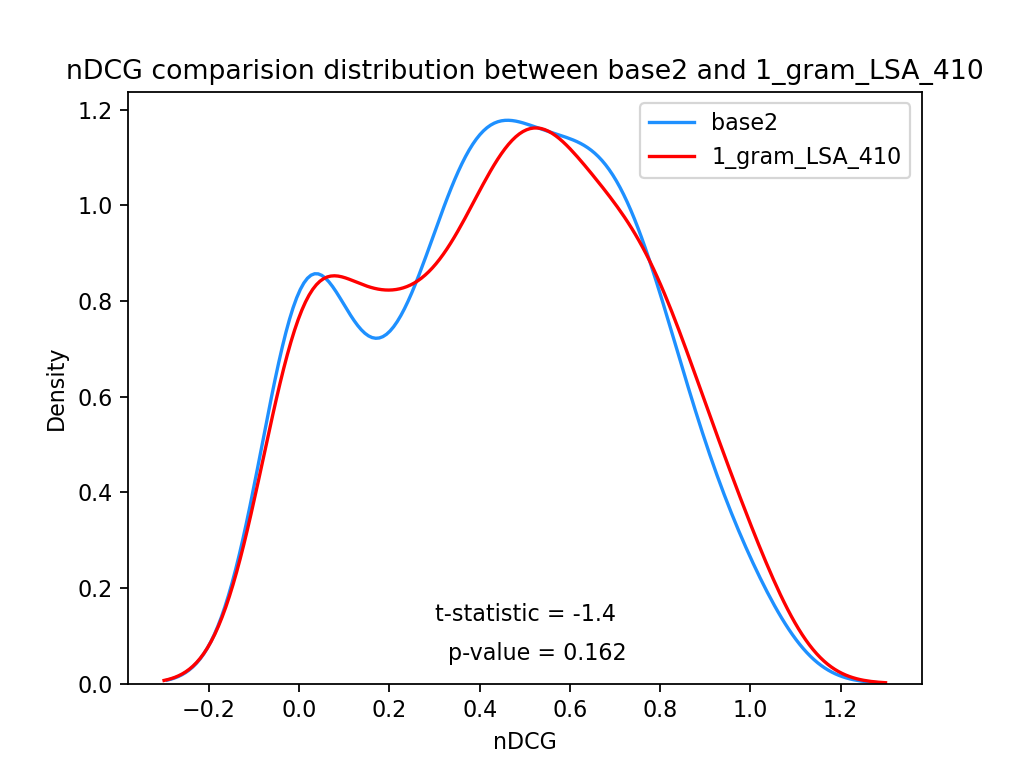 nDCG comparision distribution between base2 and 1_gram_LSA_410
base2
1_gram_LSA_410
1.2
1.0
0.8
0.6
0.4
0.2
0.0
Density
t-statistic = -1.4
p-value = 0.162
−0.2 0.0 0.2 0.4 0.6 0.8 1.0 1.2
nDCG